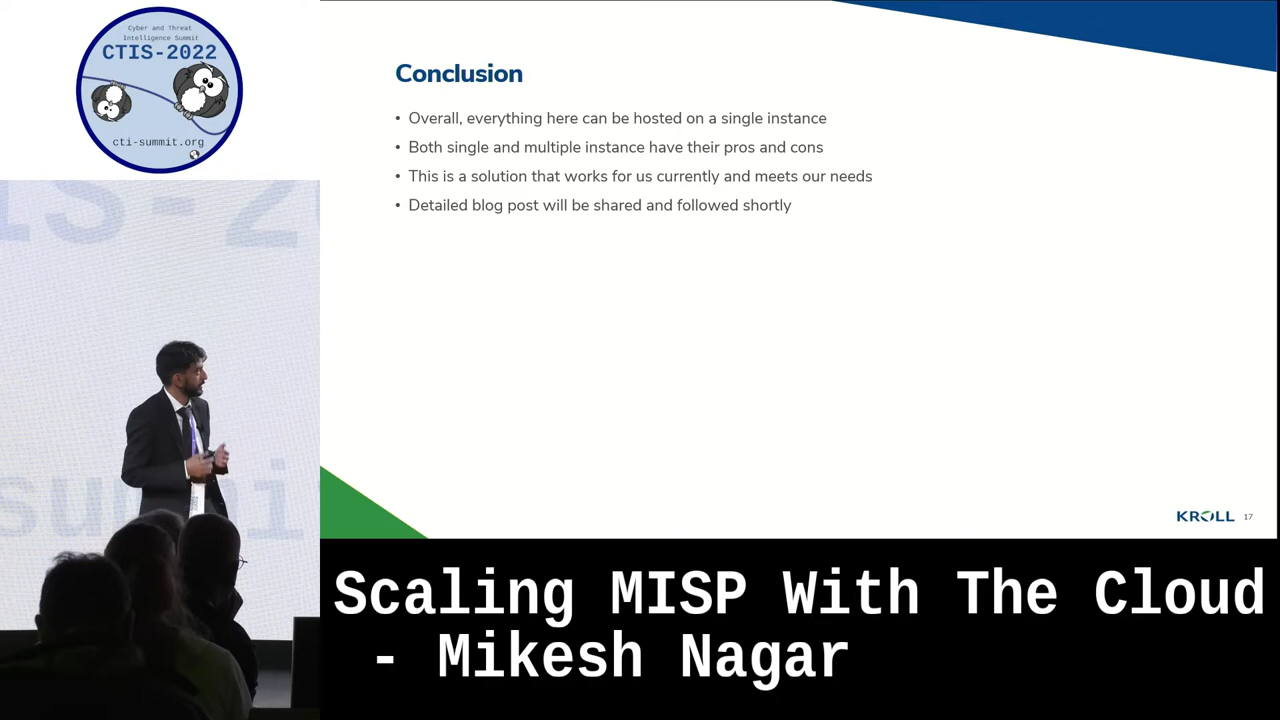 Cyber and Threat
Intelligence Summit
CTIS-2022
cti-summit.org
Conclusion
• Overall, everything here can be hosted on a single instance
• Both single and multiple instance have their pros and cons
• This is a solution that works for us currently and meets our needs
• Detailed blog post will be shared and followed shortly
KROLL 17
Scaling MISP With The Cloud
- Mikesh Nagar